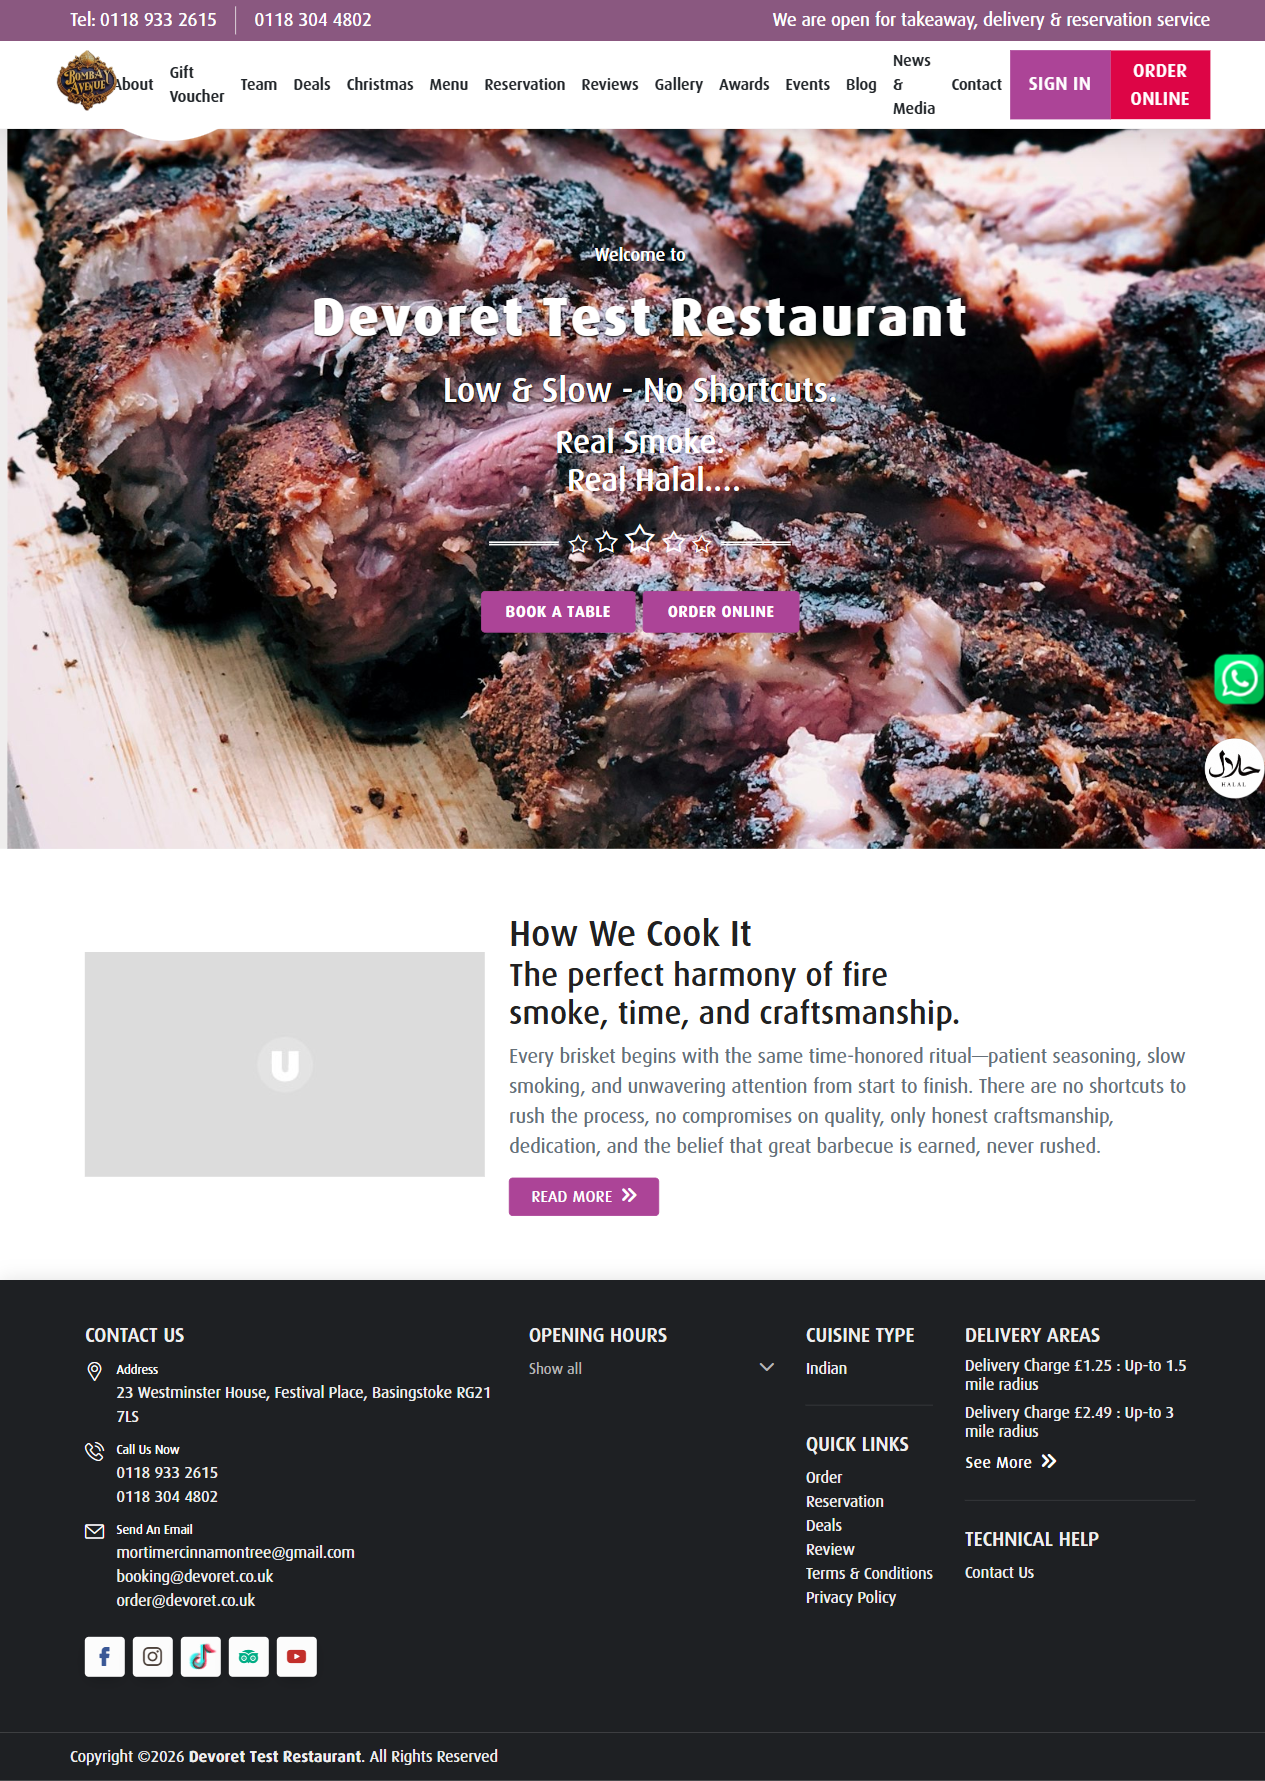 Tel: 0118 933 2615
0118 304 4802
We are open for takeaway, delivery & reservation service
BOMBAY
AVENUE
About
Gift
Voucher
Team
Deals
Christmas
Menu
Reservation
Reviews
Gallery
Awards
Events
Blog
News
&
Media
Contact
SIGN IN
ORDER
ONLINE
Welcome to
Devoret Test Restaurant
Low & Slow - No Shortcuts.
Real Smoke.
Real Halal....
BOOK A TABLE
ORDER ONLINE
حلال
HALAL
How We Cook It
The perfect harmony of fire
smoke, time, and craftsmanship.
Every brisket begins with the same time-honored ritual—patient seasoning, slow
smoking, and unwavering attention from start to finish. There are no shortcuts to
rush the process, no compromises on quality, only honest craftsmanship,
dedication, and the belief that great barbecue is earned, never rushed.
READ MORE
U
CONTACT US
Address
23 Westminster House, Festival Place, Basingstoke RG21
7LS
Call Us Now
0118 933 2615
0118 304 4802
Send An Email
mortimercinnamontree@gmail.com
booking@devoret.co.uk
order@devoret.co.uk
OPENING HOURS
Show all
CUISINE TYPE
Indian
QUICK LINKS
Order
Reservation
Deals
Review
Terms & Conditions
Privacy Policy
DELIVERY AREAS
Delivery Charge £1.25 : Up-to 1.5
mile radius
Delivery Charge £2.49 : Up-to 3
mile radius
See More
TECHNICAL HELP
Contact Us
Copyright ©2026 Devoret Test Restaurant. All Rights Reserved